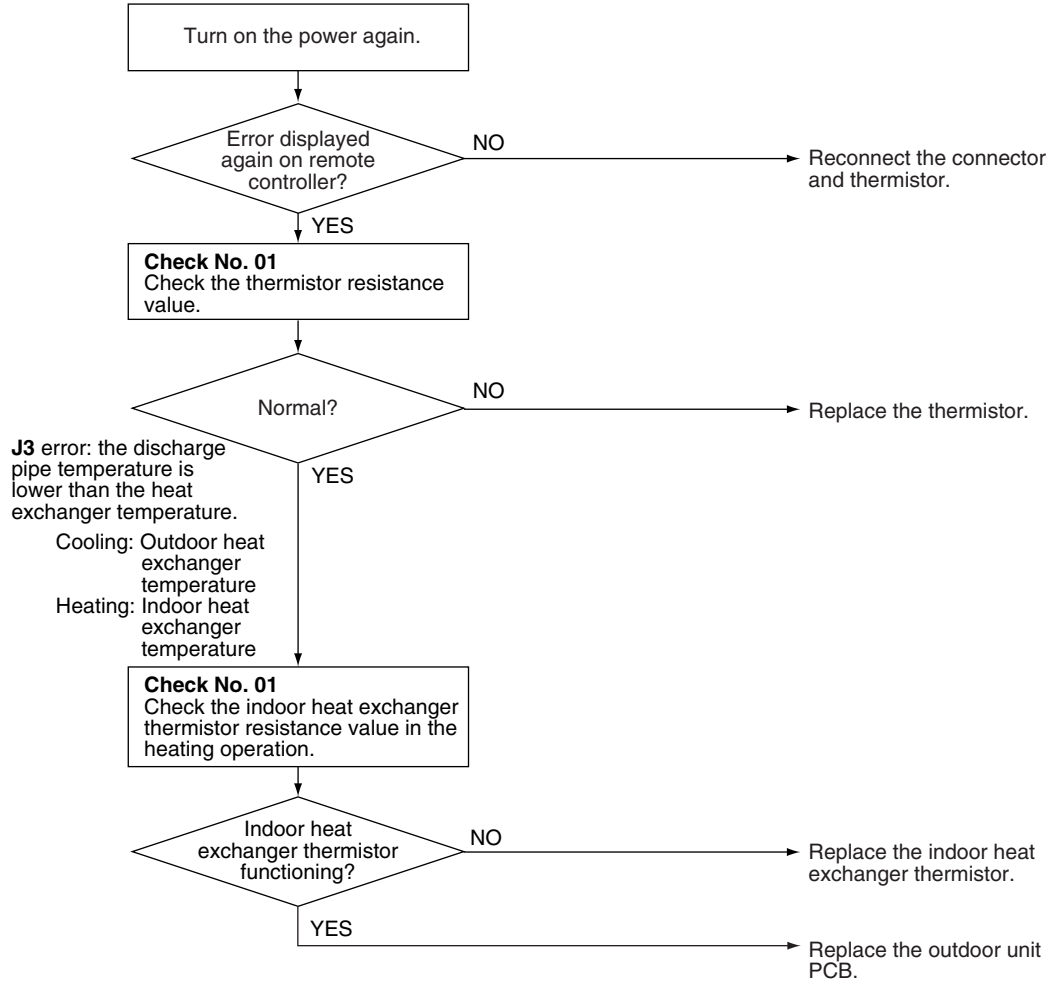 Turn on the power again.
Error displayed
again on remote
controller?
NO
Reconnect the connector
and thermistor.
YES
Check No. 01
Check the thermistor resistance
value.
Normal?
NO
Replace the thermistor.
J3 error: the discharge
pipe temperature is
lower than the heat
exchanger temperature.
YES
Cooling: Outdoor heat
exchanger
temperature
Heating: Indoor heat
exchanger
temperature
Check No. 01
Check the indoor heat exchanger
thermistor resistance value in the
heating operation.
Indoor heat
exchanger thermistor
functioning?
NO
Replace the indoor heat
exchanger thermistor.
YES
Replace the outdoor unit
PCB.